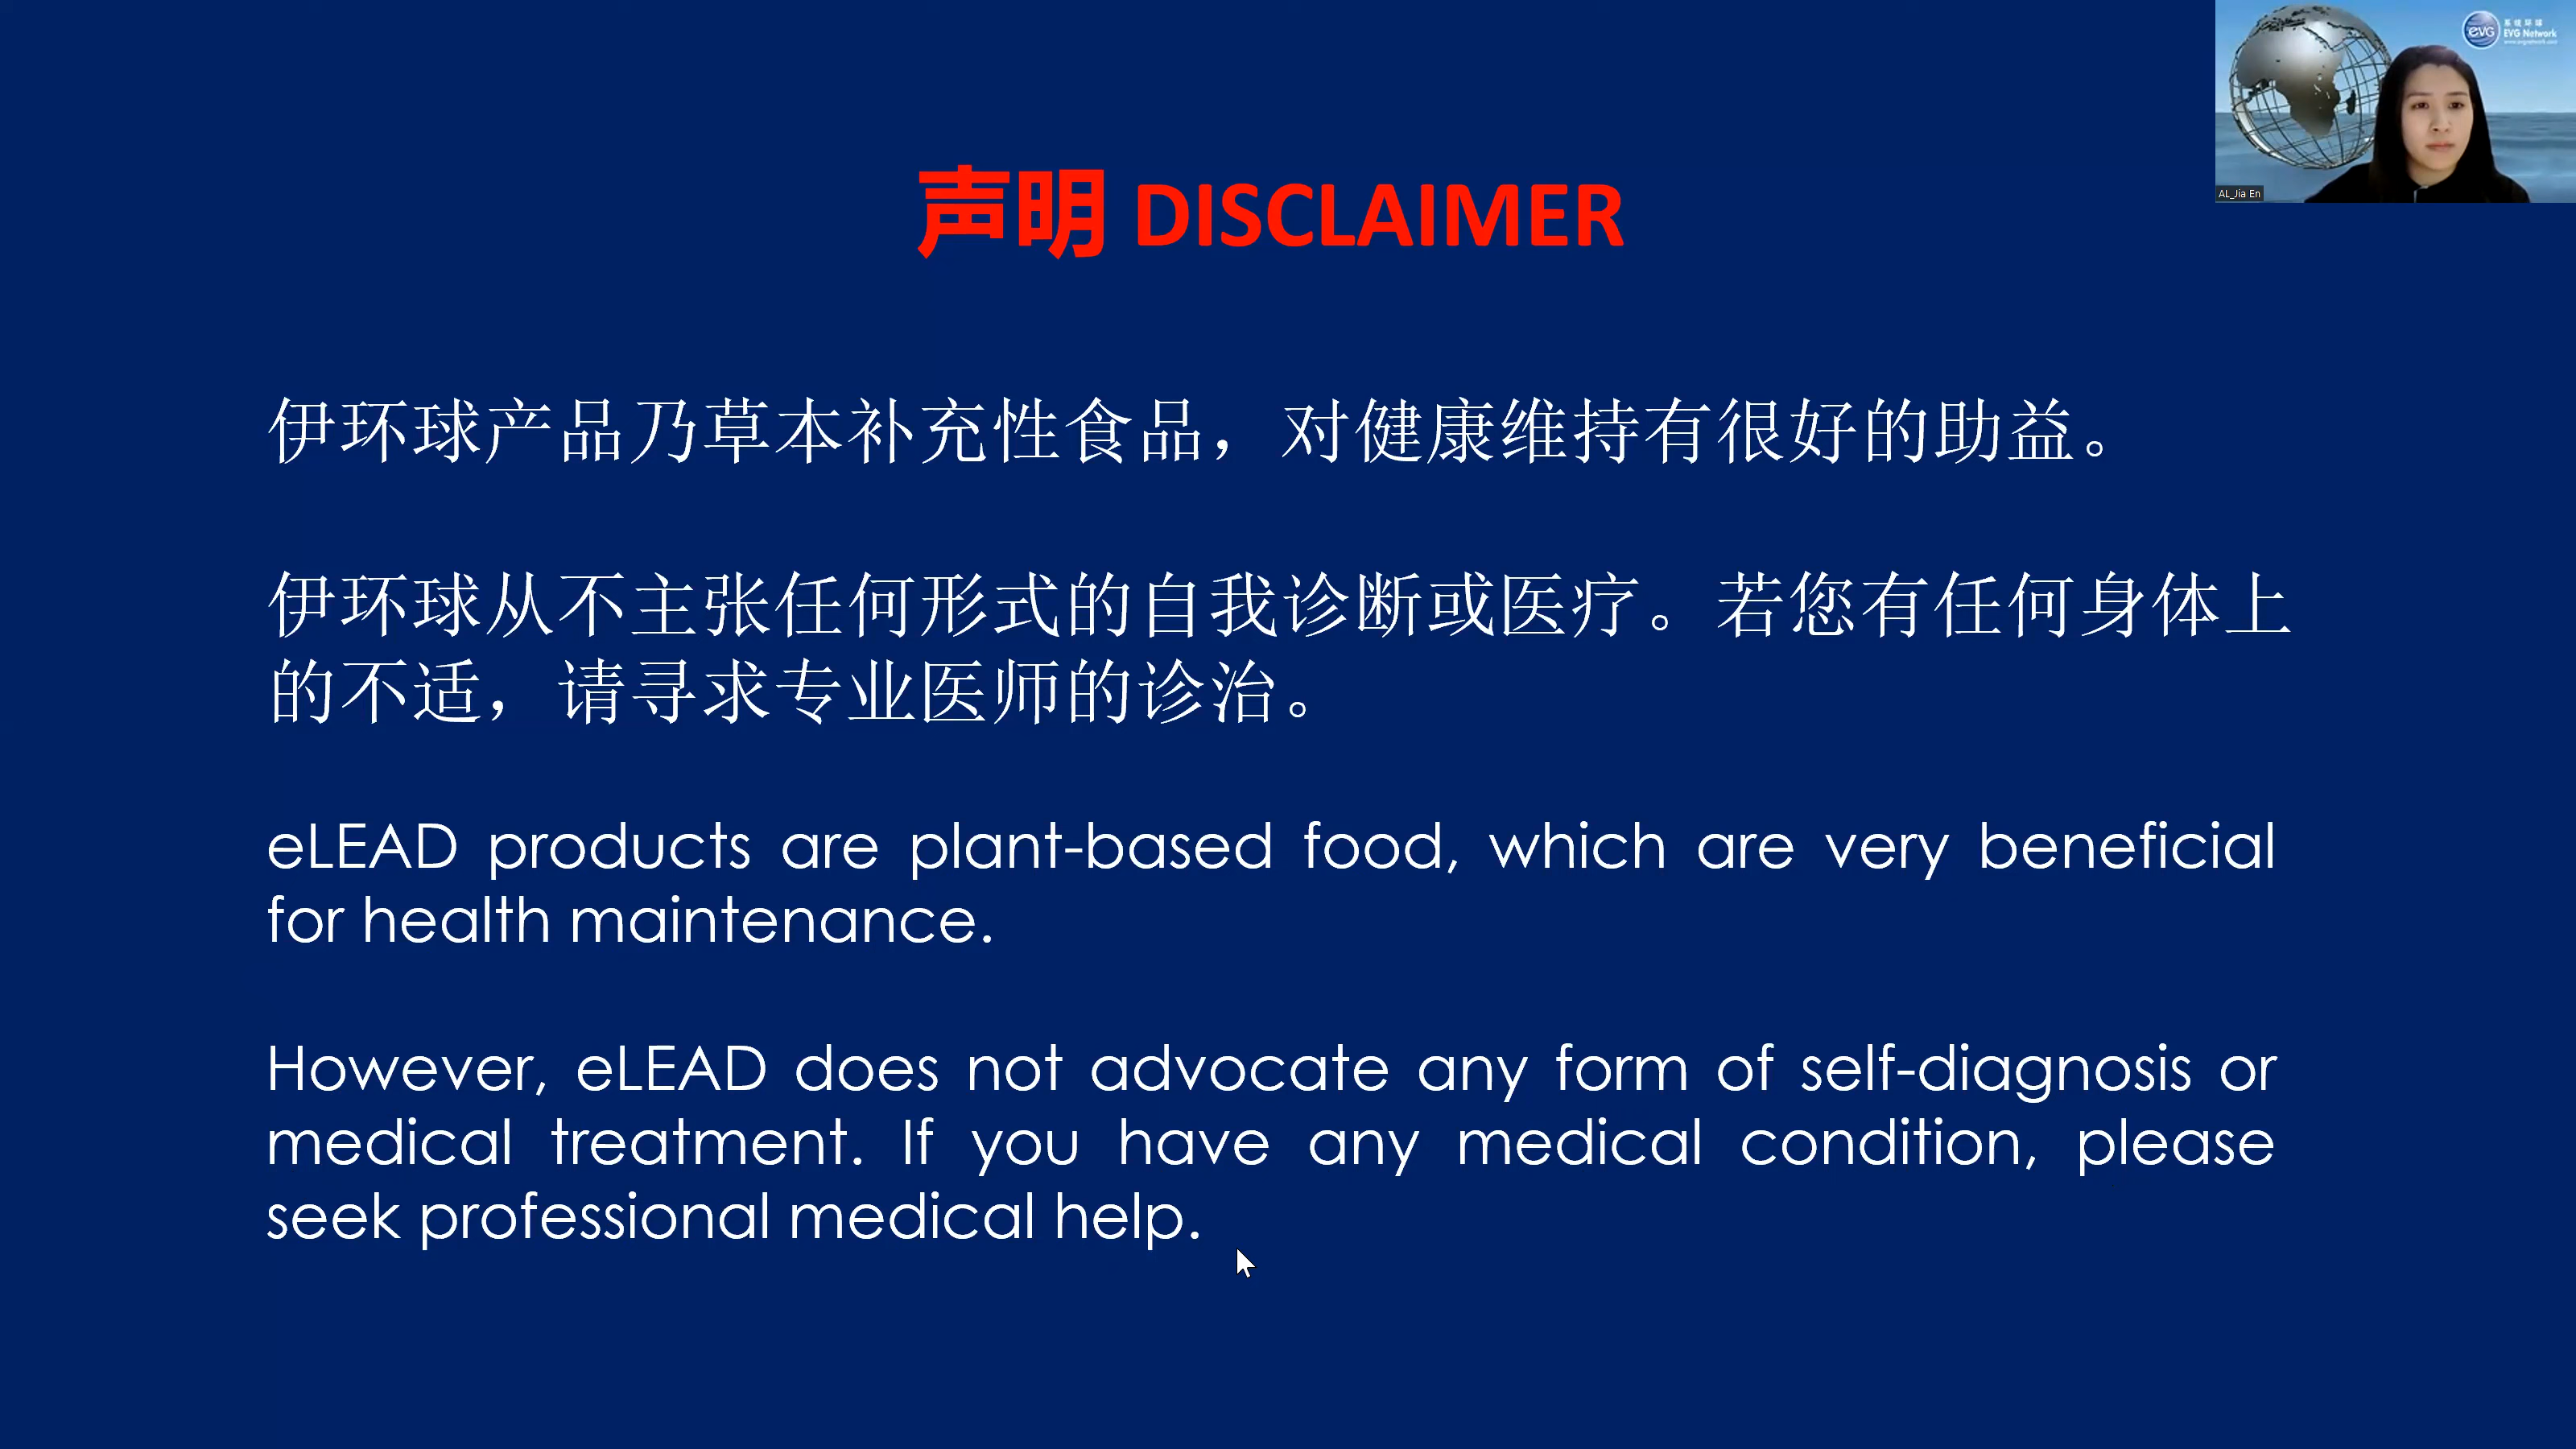 声明 DISCLAIMER
伊环球产品乃草本补充性食品，对健康维持有很好的助益。
伊环球从不主张任何形式的自我诊断或医疗。若您有任何身体上
的不适，请寻求专业医师的诊治。
eLEAD products are plant-based food, which are very beneficial
for health maintenance.
However, eLEAD does not advocate any form of self-diagnosis or
medical treatment. If you have any medical condition, please
seek professional medical help.
evG
EVG Network
AL_Jia En